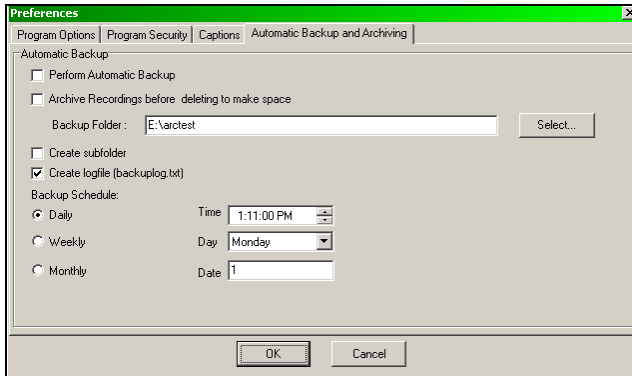 Preferences
Program Options Program Security Captions Automatic Backup and Archiving
Automatic Backup
Perform Automatic Backup
Archive Recordings before deleting to make space
Backup Folder : E:\arctest Select...
Create subfolder
Create logfile (backuplog.txt)
Backup Schedule:
Daily Time 1:11:00 PM
Weekly Day Monday
Monthly Date 1
OK Cancel